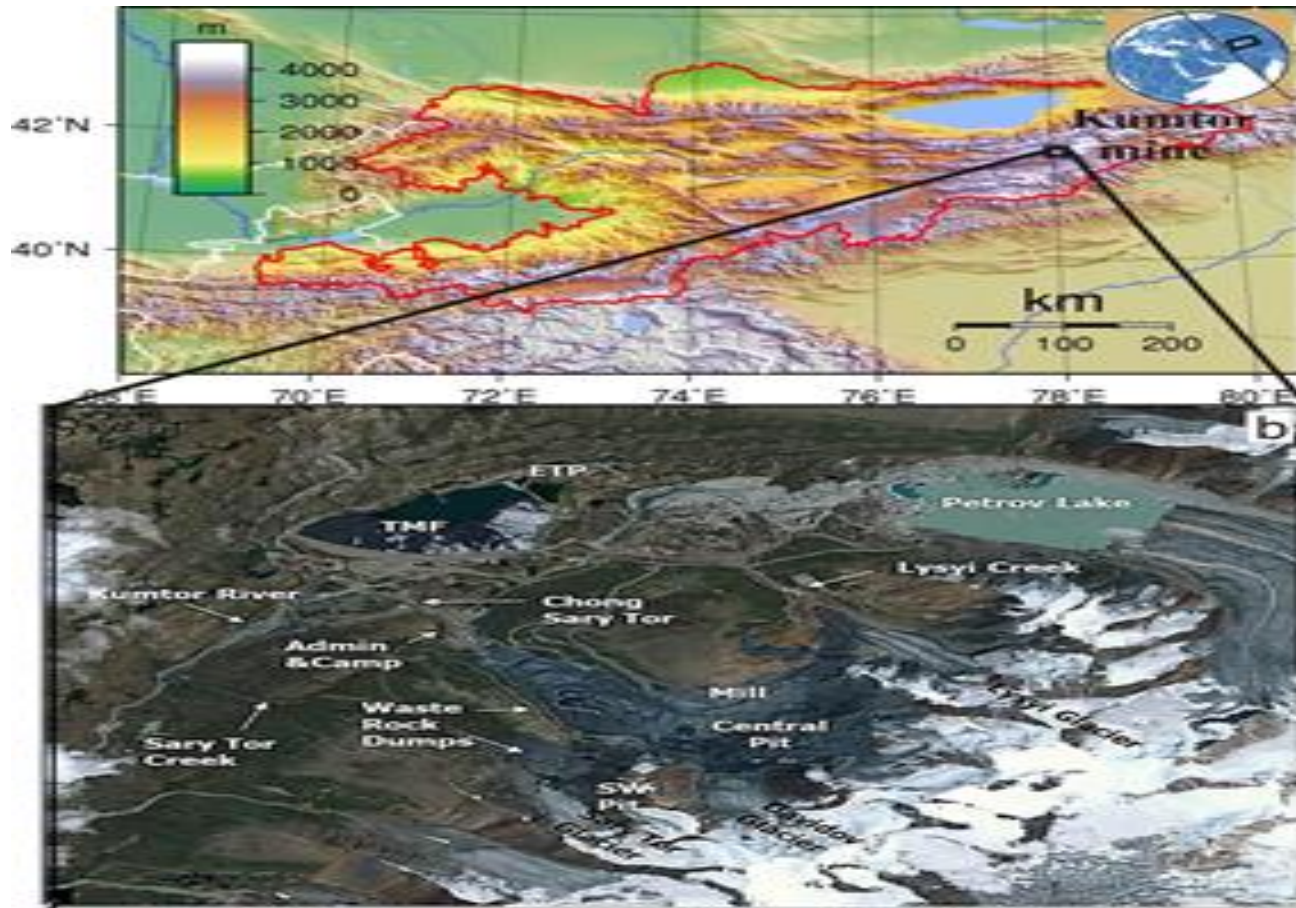 m
4000
3000
2000
1000
0
42°N
40°N
Kumtor
mine
km
0 100 200
70°E 72°E 74°E 76°E 78°E 80°E
b
ETP
TMF
Petrov Lake
Lysyi Creek
Kumtor River
Chong
Sary Tor
Admin
&Camp
Waste
Rock
Dumps
Mill
Central
Pit
Sary Tor
Creek
SW
Pit
Lysyi Glacier
Davidov
Glacier
Glacier